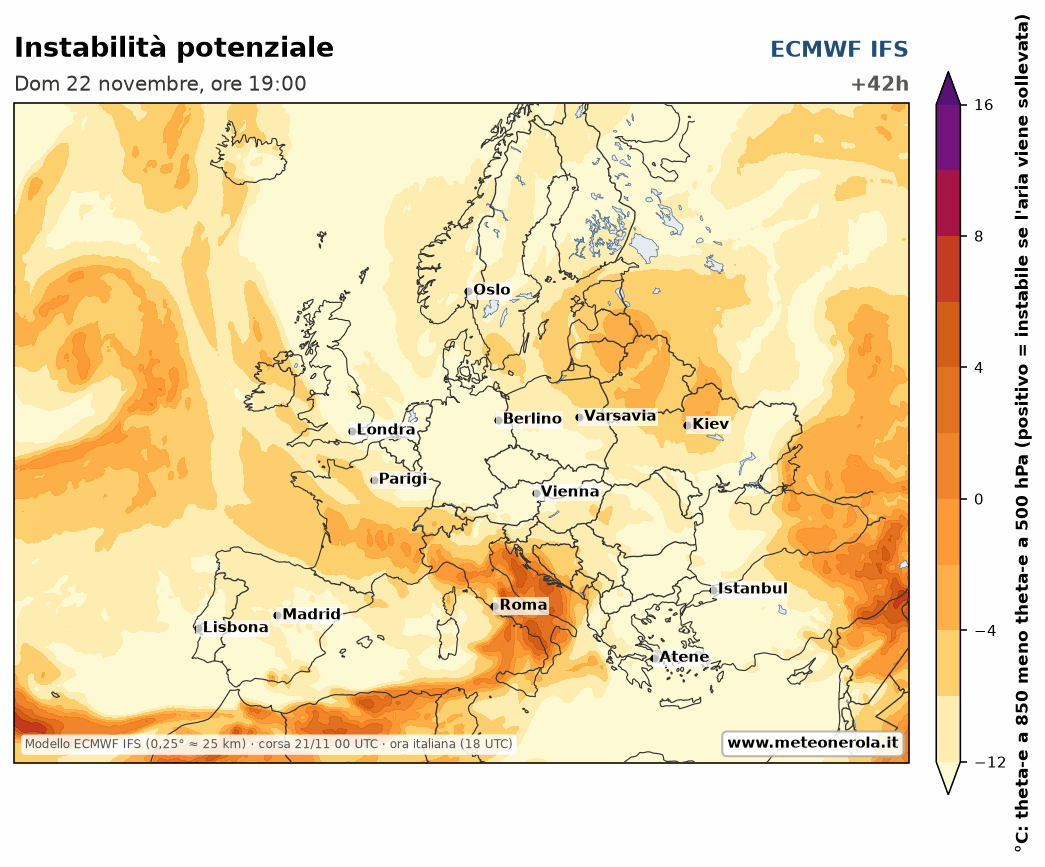 Instabilità potenziale
ECMWF IFS
Dom 22 novembre, ore 19:00
+42h
Oslo
Berlino
Varsavia
Kiev
Londra
Parigi
Vienna
Istanbul
Roma
Madrid
Lisbona
Atene
Modello ECMWF IFS (0,25° ≈ 25 km) · corsa 21/11 00 UTC · ora italiana (18 UTC)
www.meteonerola.it
16
8
4
0
−4
−12
°C: theta-e a 850 meno theta-e a 500 hPa (positivo = instabile se l'aria viene sollevata)